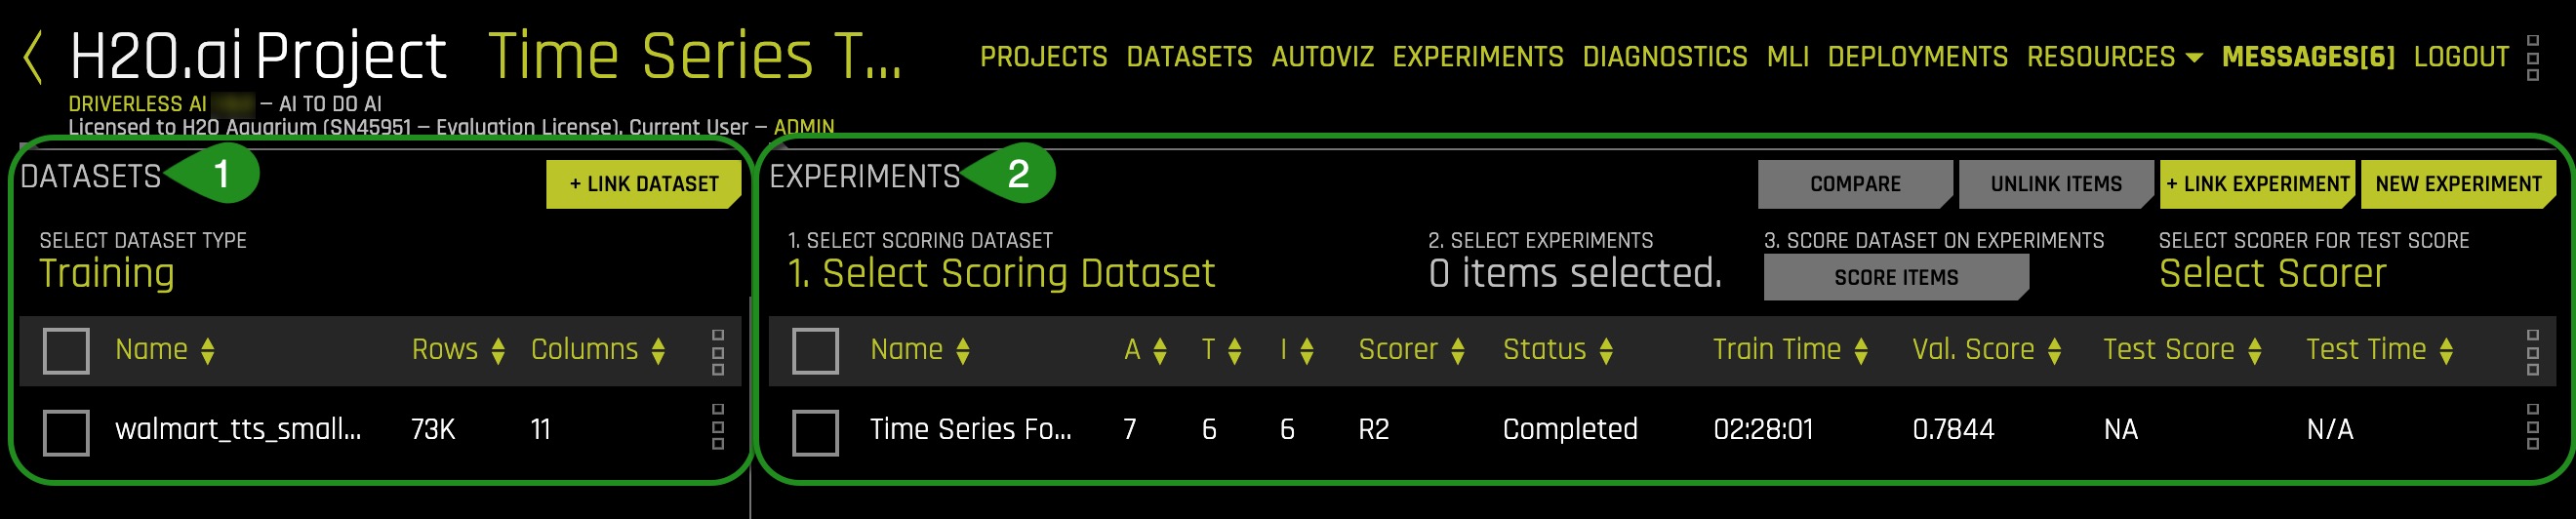 H2O.ai Project Time Series T...
PROJECTS DATASETS AUTOVIZ EXPERIMENTS DIAGNOSTICS MLI DEPLOYMENTS RESOURCES MESSAGES[6] LOGOUT
DRIVERLESS AI — AI TO DO AI
Licensed to H2O Aquarium (SN45951 — Evaluation License). Current User — ADMIN
DATASETS 1
+ LINK DATASET
SELECT DATASET TYPE
Training
Name Rows Columns
walmart_tts_small... 73K 11
EXPERIMENTS 2
COMPARE UNLINK ITEMS + LINK EXPERIMENT NEW EXPERIMENT
1. SELECT SCORING DATASET 2. SELECT EXPERIMENTS 3. SCORE DATASET ON EXPERIMENTS SELECT SCORER FOR TEST SCORE
1. Select Scoring Dataset 0 items selected. SCORE ITEMS Select Scorer
Name A T I Scorer Status Train Time Val. Score Test Score Test Time
Time Series Fo... 7 6 6 R2 Completed 02:28:01 0.7844 NA N/A